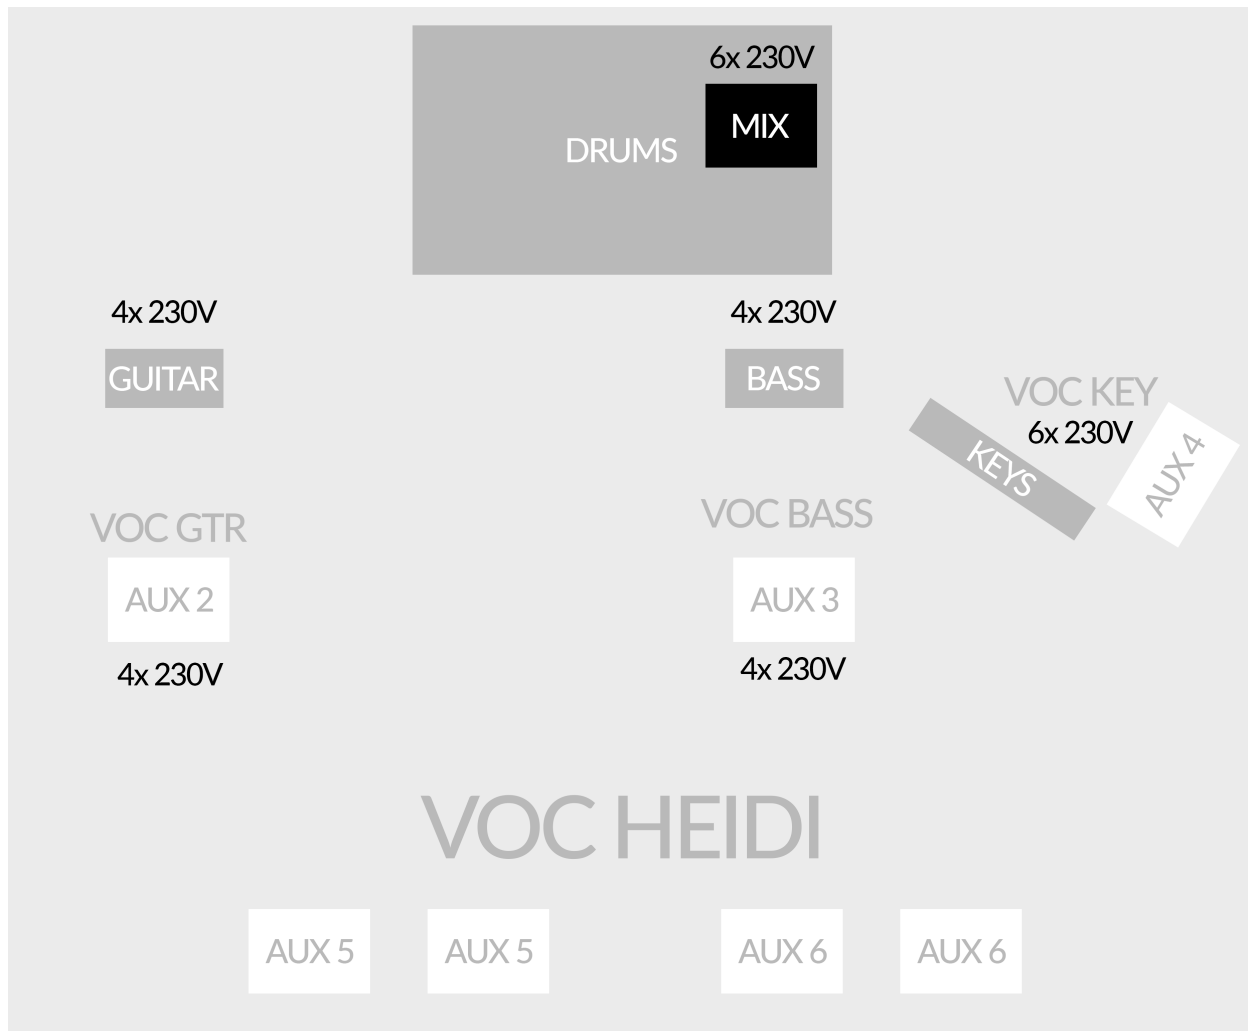 6x 230V
MIX
DRUMS
4x 230V
4x 230V
GUITAR
BASS
VOC KEY
6x 230V
KEYS
AUX 4
VOC GTR
VOC BASS
AUX 2
AUX 3
4x 230V
4x 230V
VOC HEIDI
AUX 5
AUX 5
AUX 6
AUX 6